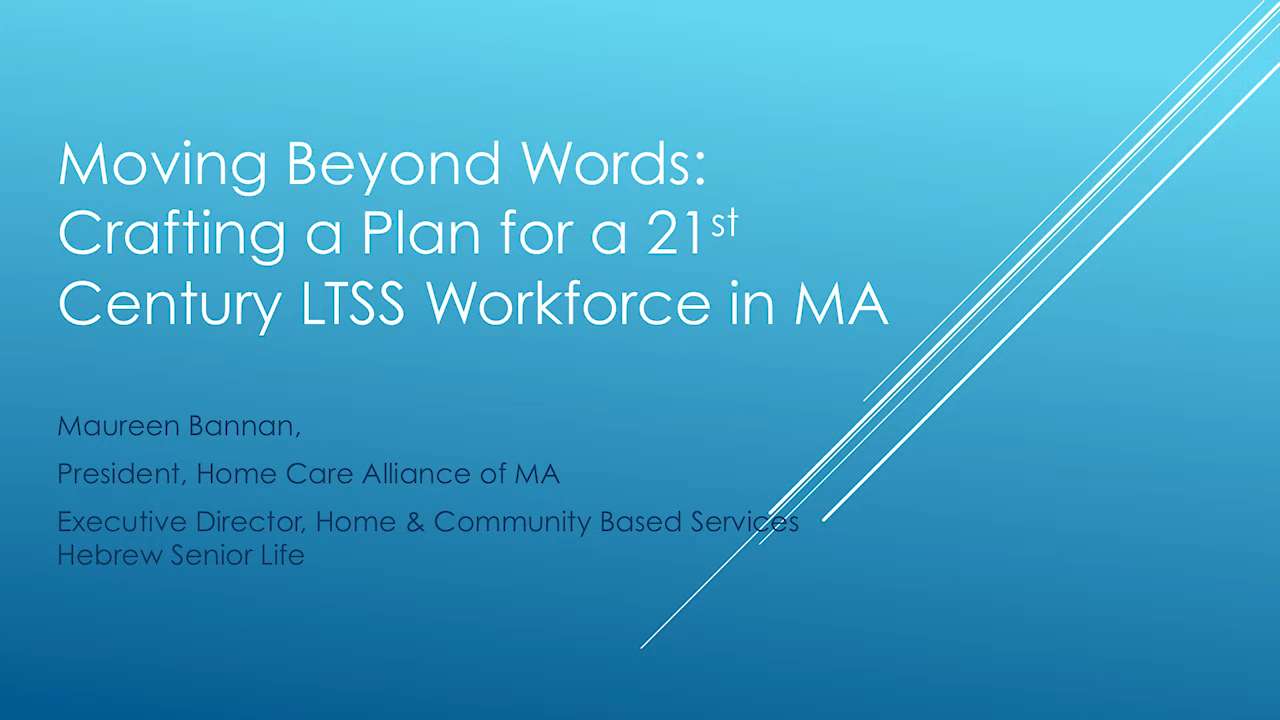 Moving Beyond Words:
Crafting a Plan for a 21st
Century LTSS Workforce in MA
Maureen Bannan,
President, Home Care Alliance of MA
Executive Director, Home & Community Based Services
Hebrew Senior Life